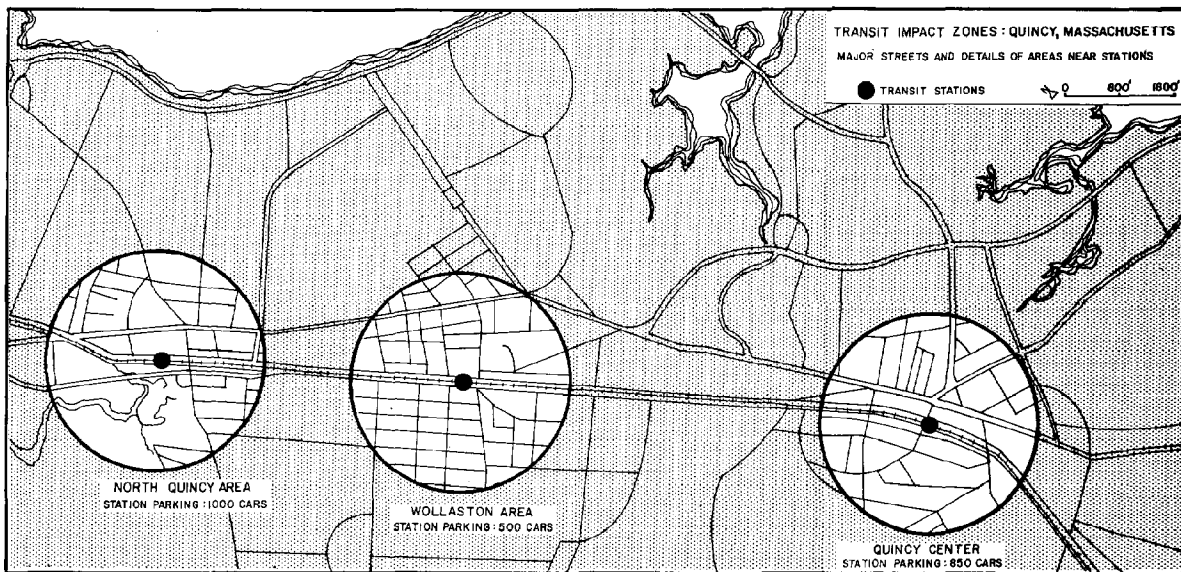 TRANSIT IMPACT ZONES : QUINCY, MASSACHUSETTS
MAJOR STREETS AND DETAILS OF AREAS NEAR STATIONS
TRANSIT STATIONS
0 800' 1600'
NORTH QUINCY AREA
STATION PARKING : 1000 CARS
WOLLASTON AREA
STATION PARKING : 500 CARS
QUINCY CENTER
STATION PARKING : 850 CARS